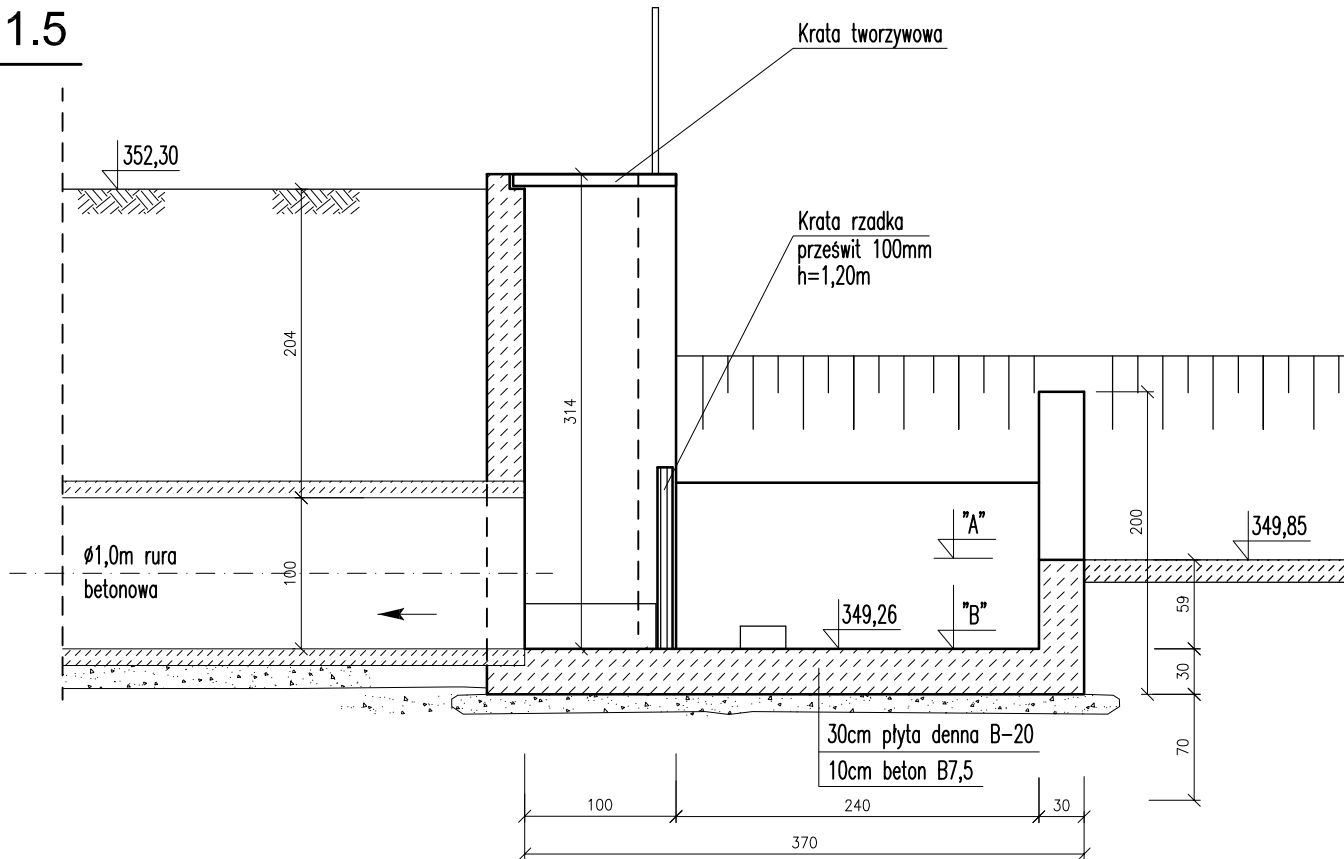 1.5
Krata tworzywowa
352,30
Krata rzadka
prześwit 100mm
h=1,20m
204
314
"A"
200
349,85
ø1,0m rura
betonowa
100
59
349,26
"B"
30
30cm płyta denna B-20
10cm beton B7,5
70
100
240
30
370